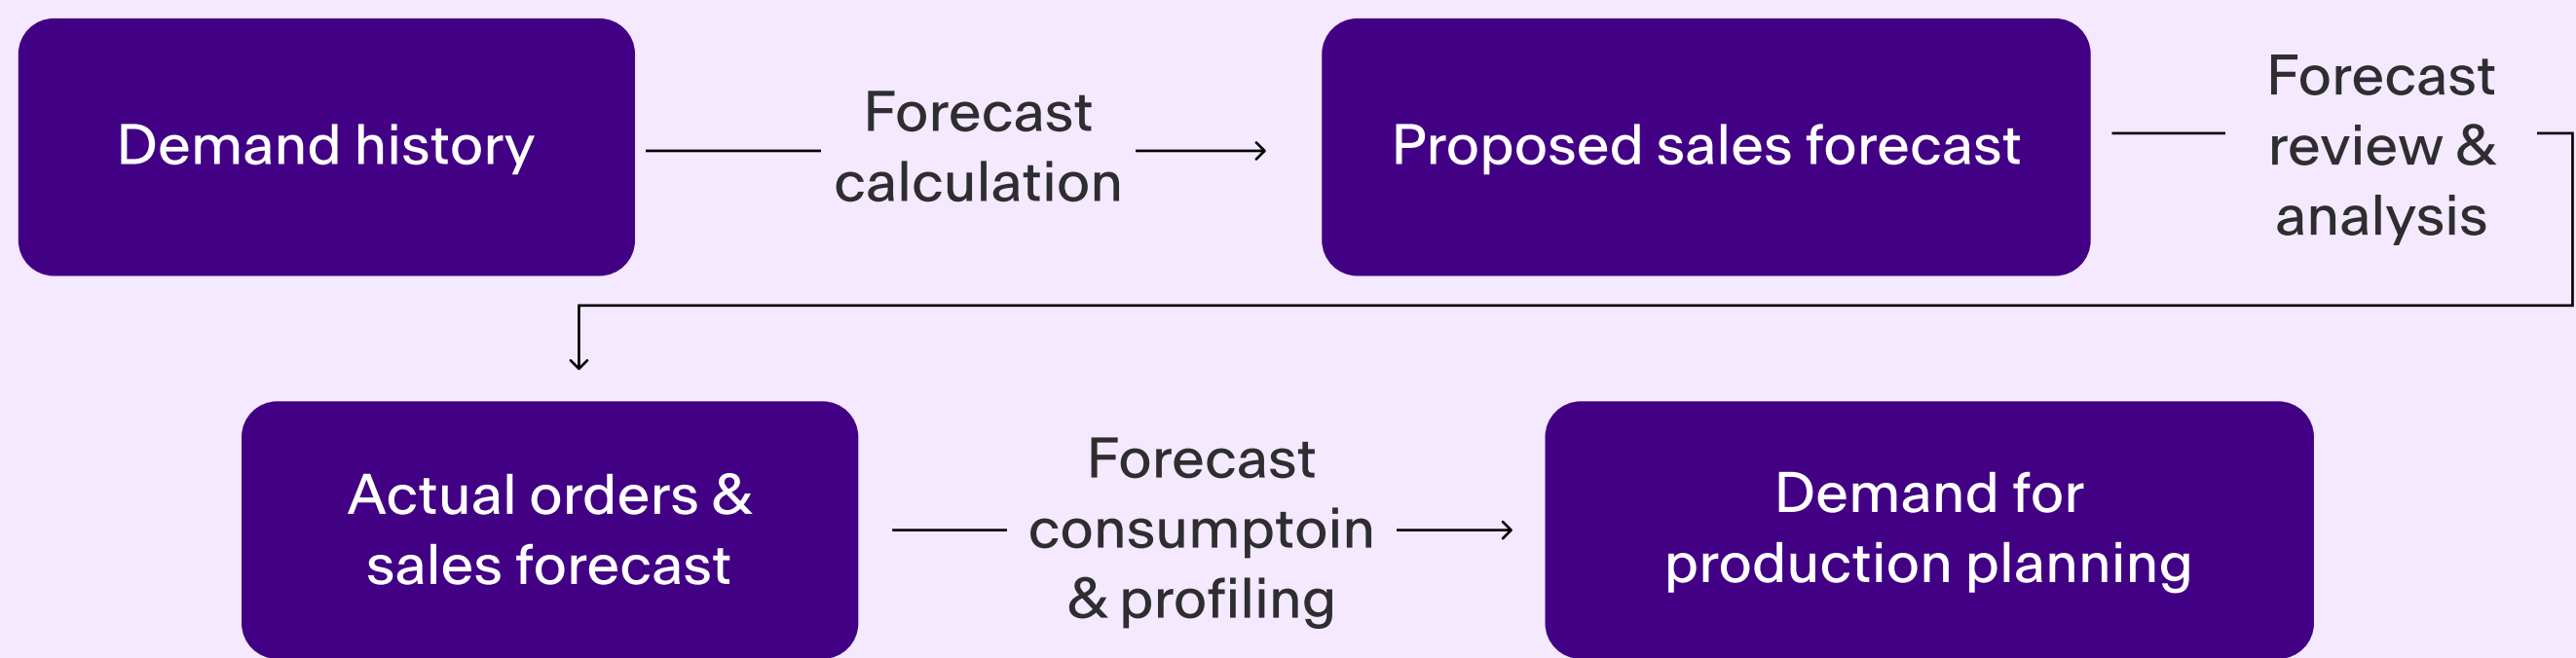 Demand history
Forecast
calculation
Proposed sales forecast
Forecast
review &
analysis
Actual orders &
sales forecast
Forecast
consumptoin
& profiling
Demand for
production planning